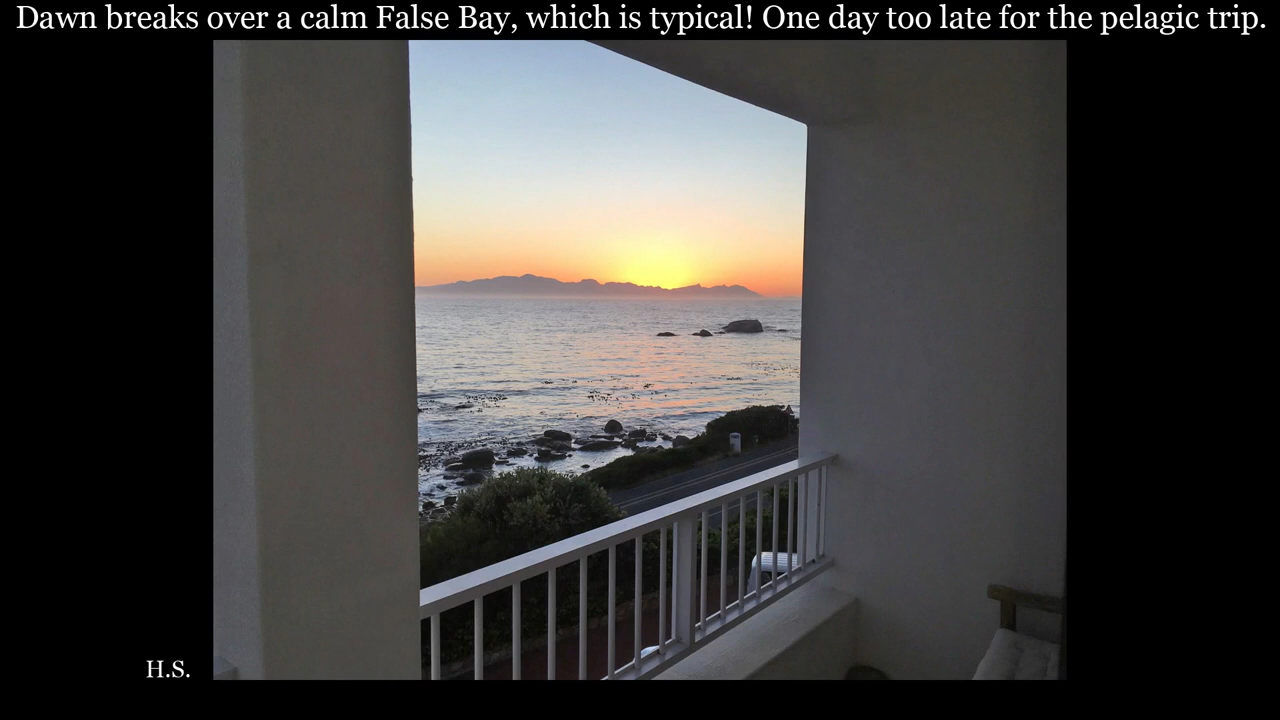 Dawn breaks over a calm False Bay, which is typical! One day too late for the pelagic trip.
H.S.